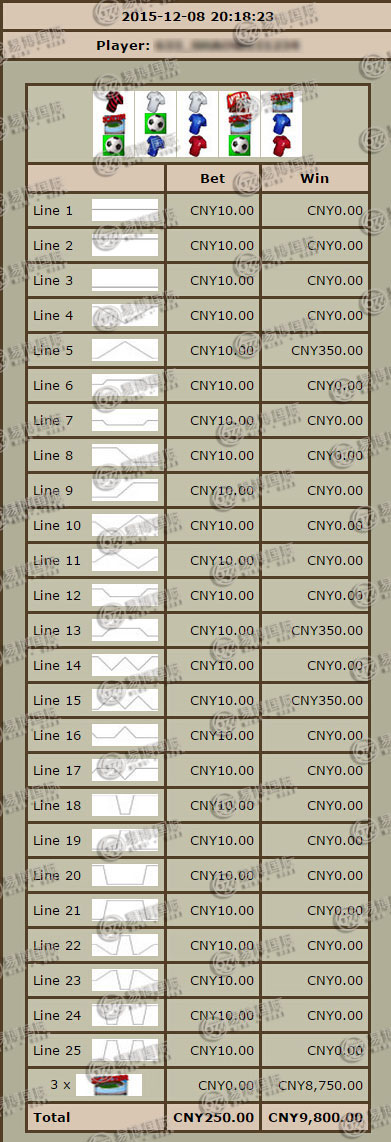 2015-12-08 20:18:23
Player:
Bet Win
Line 1 CNY10.00 CNY0.00
Line 2 CNY10.00 CNY0.00
Line 3 CNY10.00 CNY0.00
Line 4 CNY10.00 CNY0.00
Line 5 CNY10.00 CNY350.00
Line 6 CNY10.00 CNY0.00
Line 7 CNY10.00 CNY0.00
Line 8 CNY10.00 CNY0.00
Line 9 CNY10.00 CNY0.00
Line 10 CNY10.00 CNY0.00
Line 11 CNY10.00 CNY0.00
Line 12 CNY10.00 CNY0.00
Line 13 CNY10.00 CNY350.00
Line 14 CNY10.00 CNY0.00
Line 15 CNY10.00 CNY350.00
Line 16 CNY10.00 CNY0.00
Line 17 CNY10.00 CNY0.00
Line 18 CNY10.00 CNY0.00
Line 19 CNY10.00 CNY0.00
Line 20 CNY10.00 CNY0.00
Line 21 CNY10.00 CNY0.00
Line 22 CNY10.00 CNY0.00
Line 23 CNY10.00 CNY0.00
Line 24 CNY10.00 CNY0.00
Line 25 CNY10.00 CNY0.00
3 x CNY0.00 CNY8,750.00
Total CNY250.00 CNY9,800.00